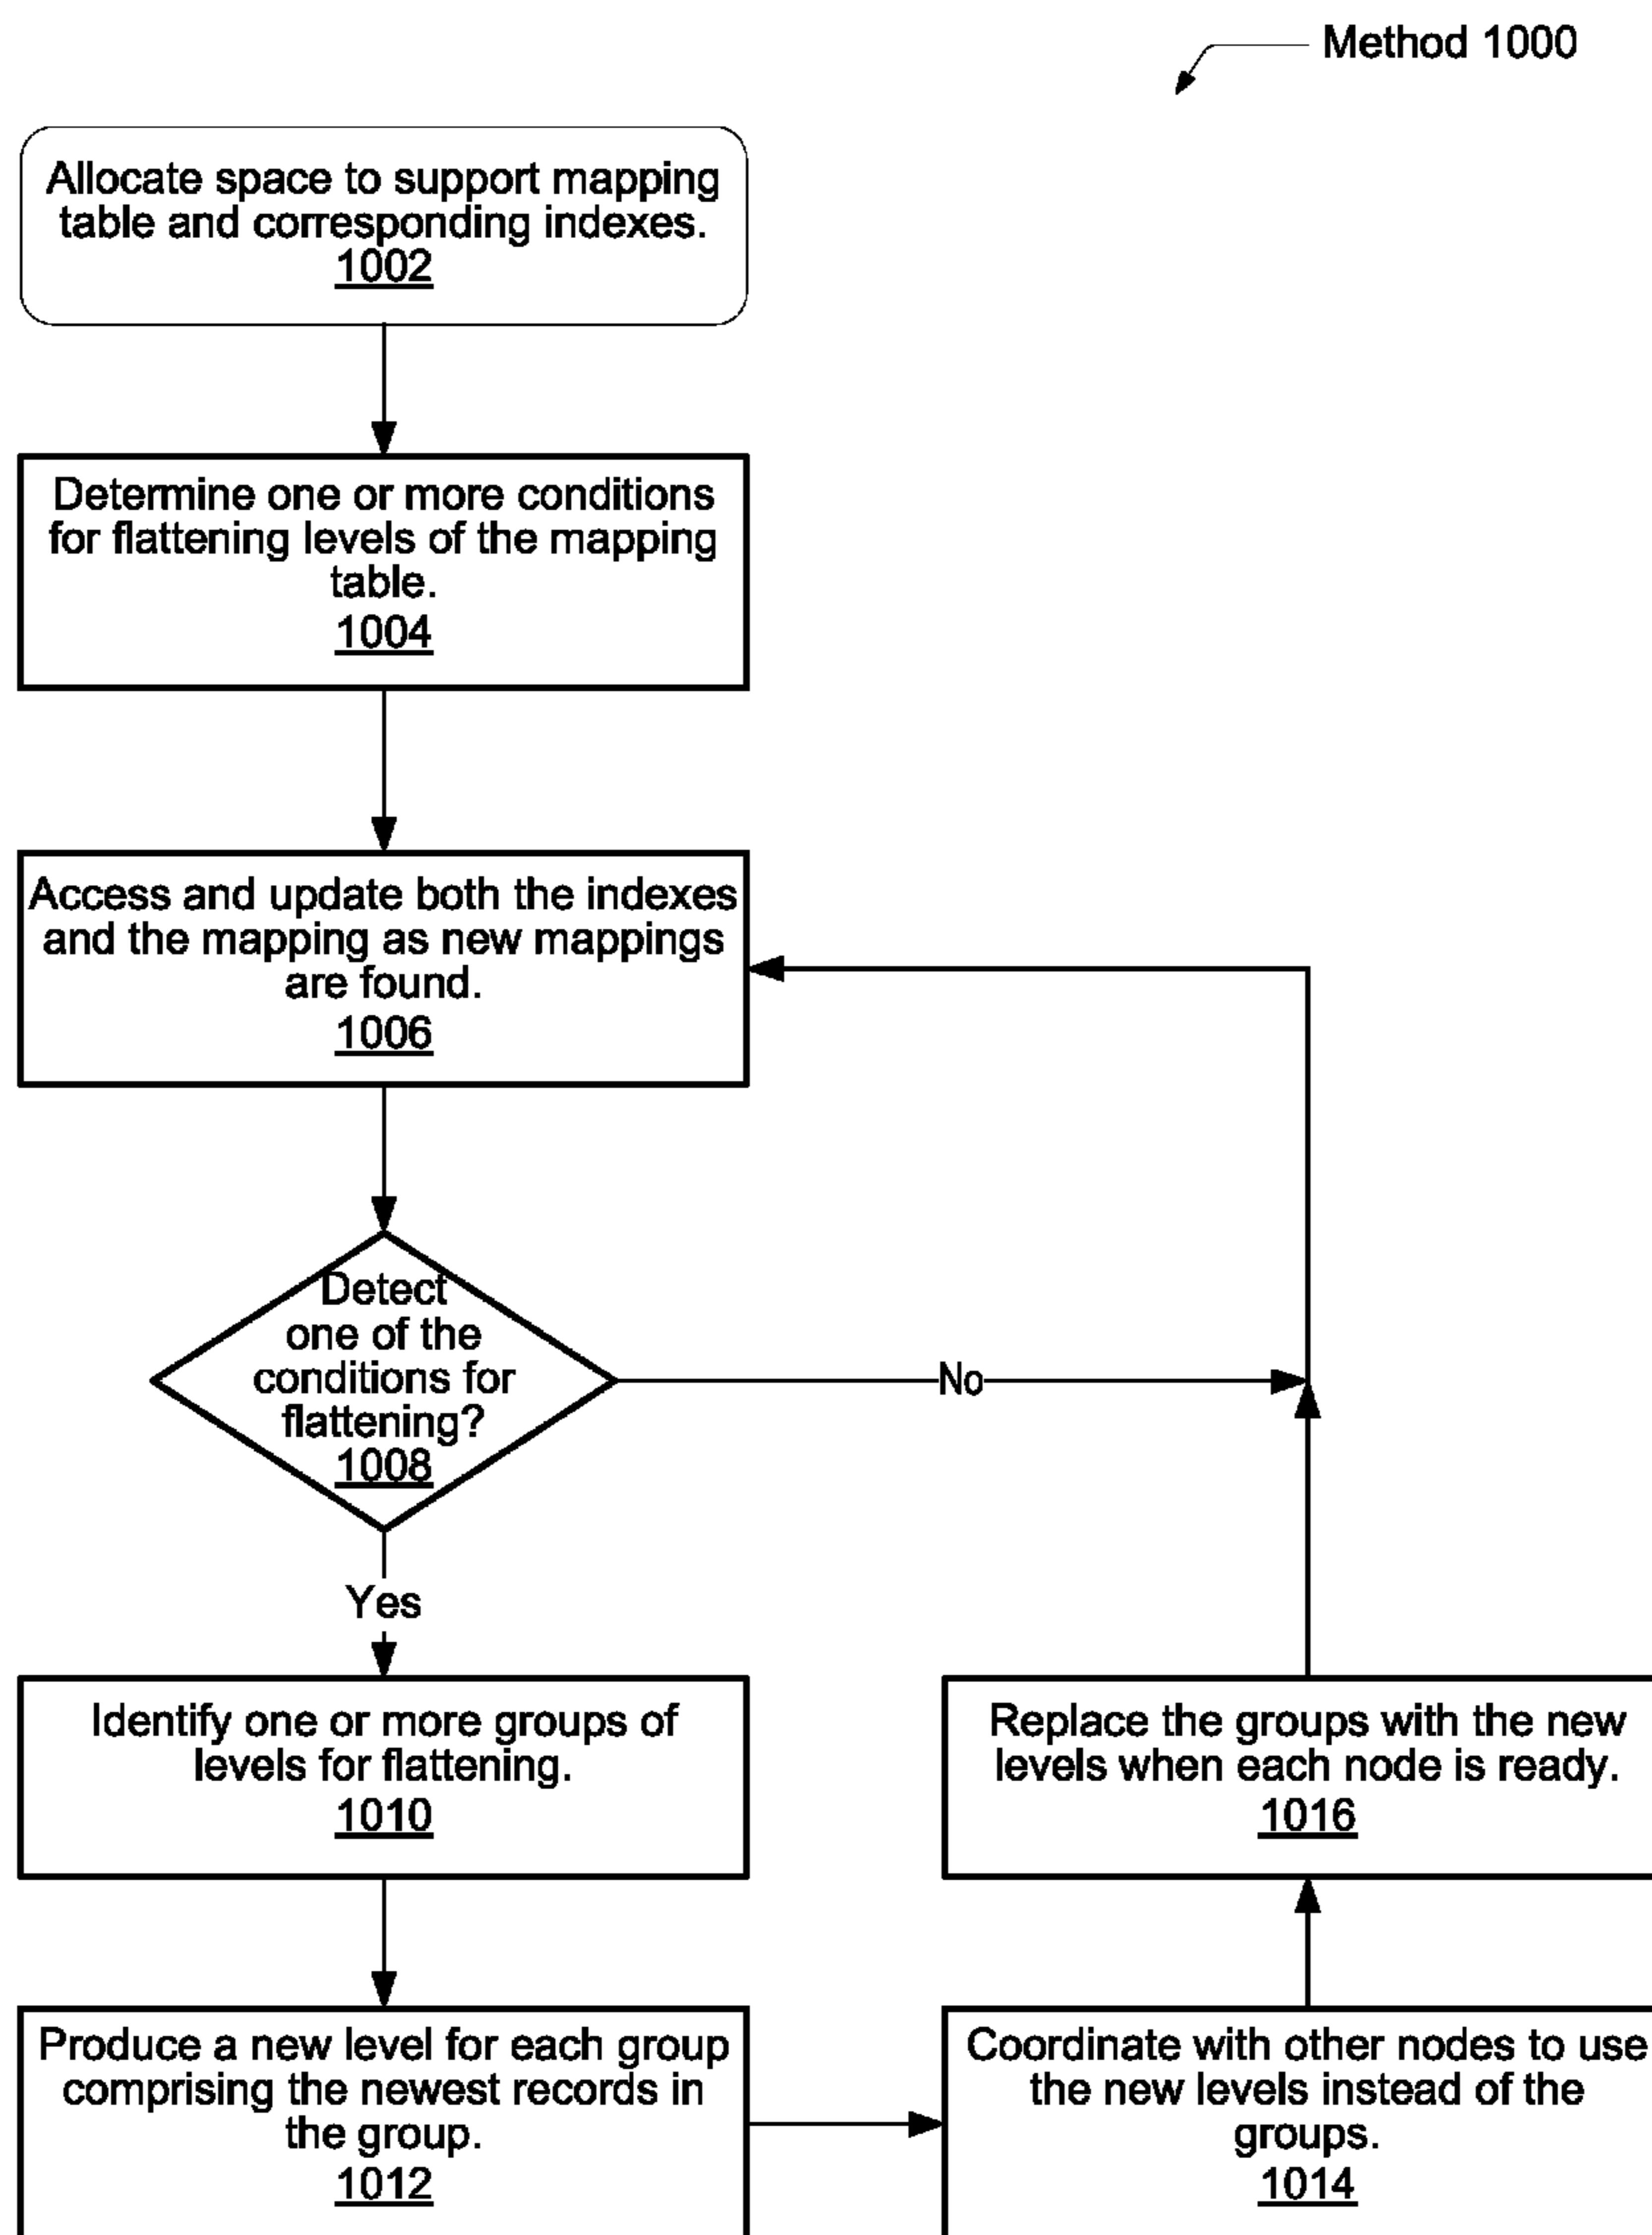 Method 1000
Allocate space to support mapping
table and corresponding indexes.
1002
Determine one or more conditions
for flattening levels of the mapping
table.
1004
Access and update both the indexes
and the mapping as new mappings
are found.
1006
Detect
one of the
conditions for
flattening?
1008
No
Yes
Identify one or more groups of
levels for flattening.
1010
Replace the groups with the new
levels when each node is ready.
1016
Produce a new level for each group
comprising the newest records in
the group.
1012
Coordinate with other nodes to use
the new levels instead of the
groups.
1014